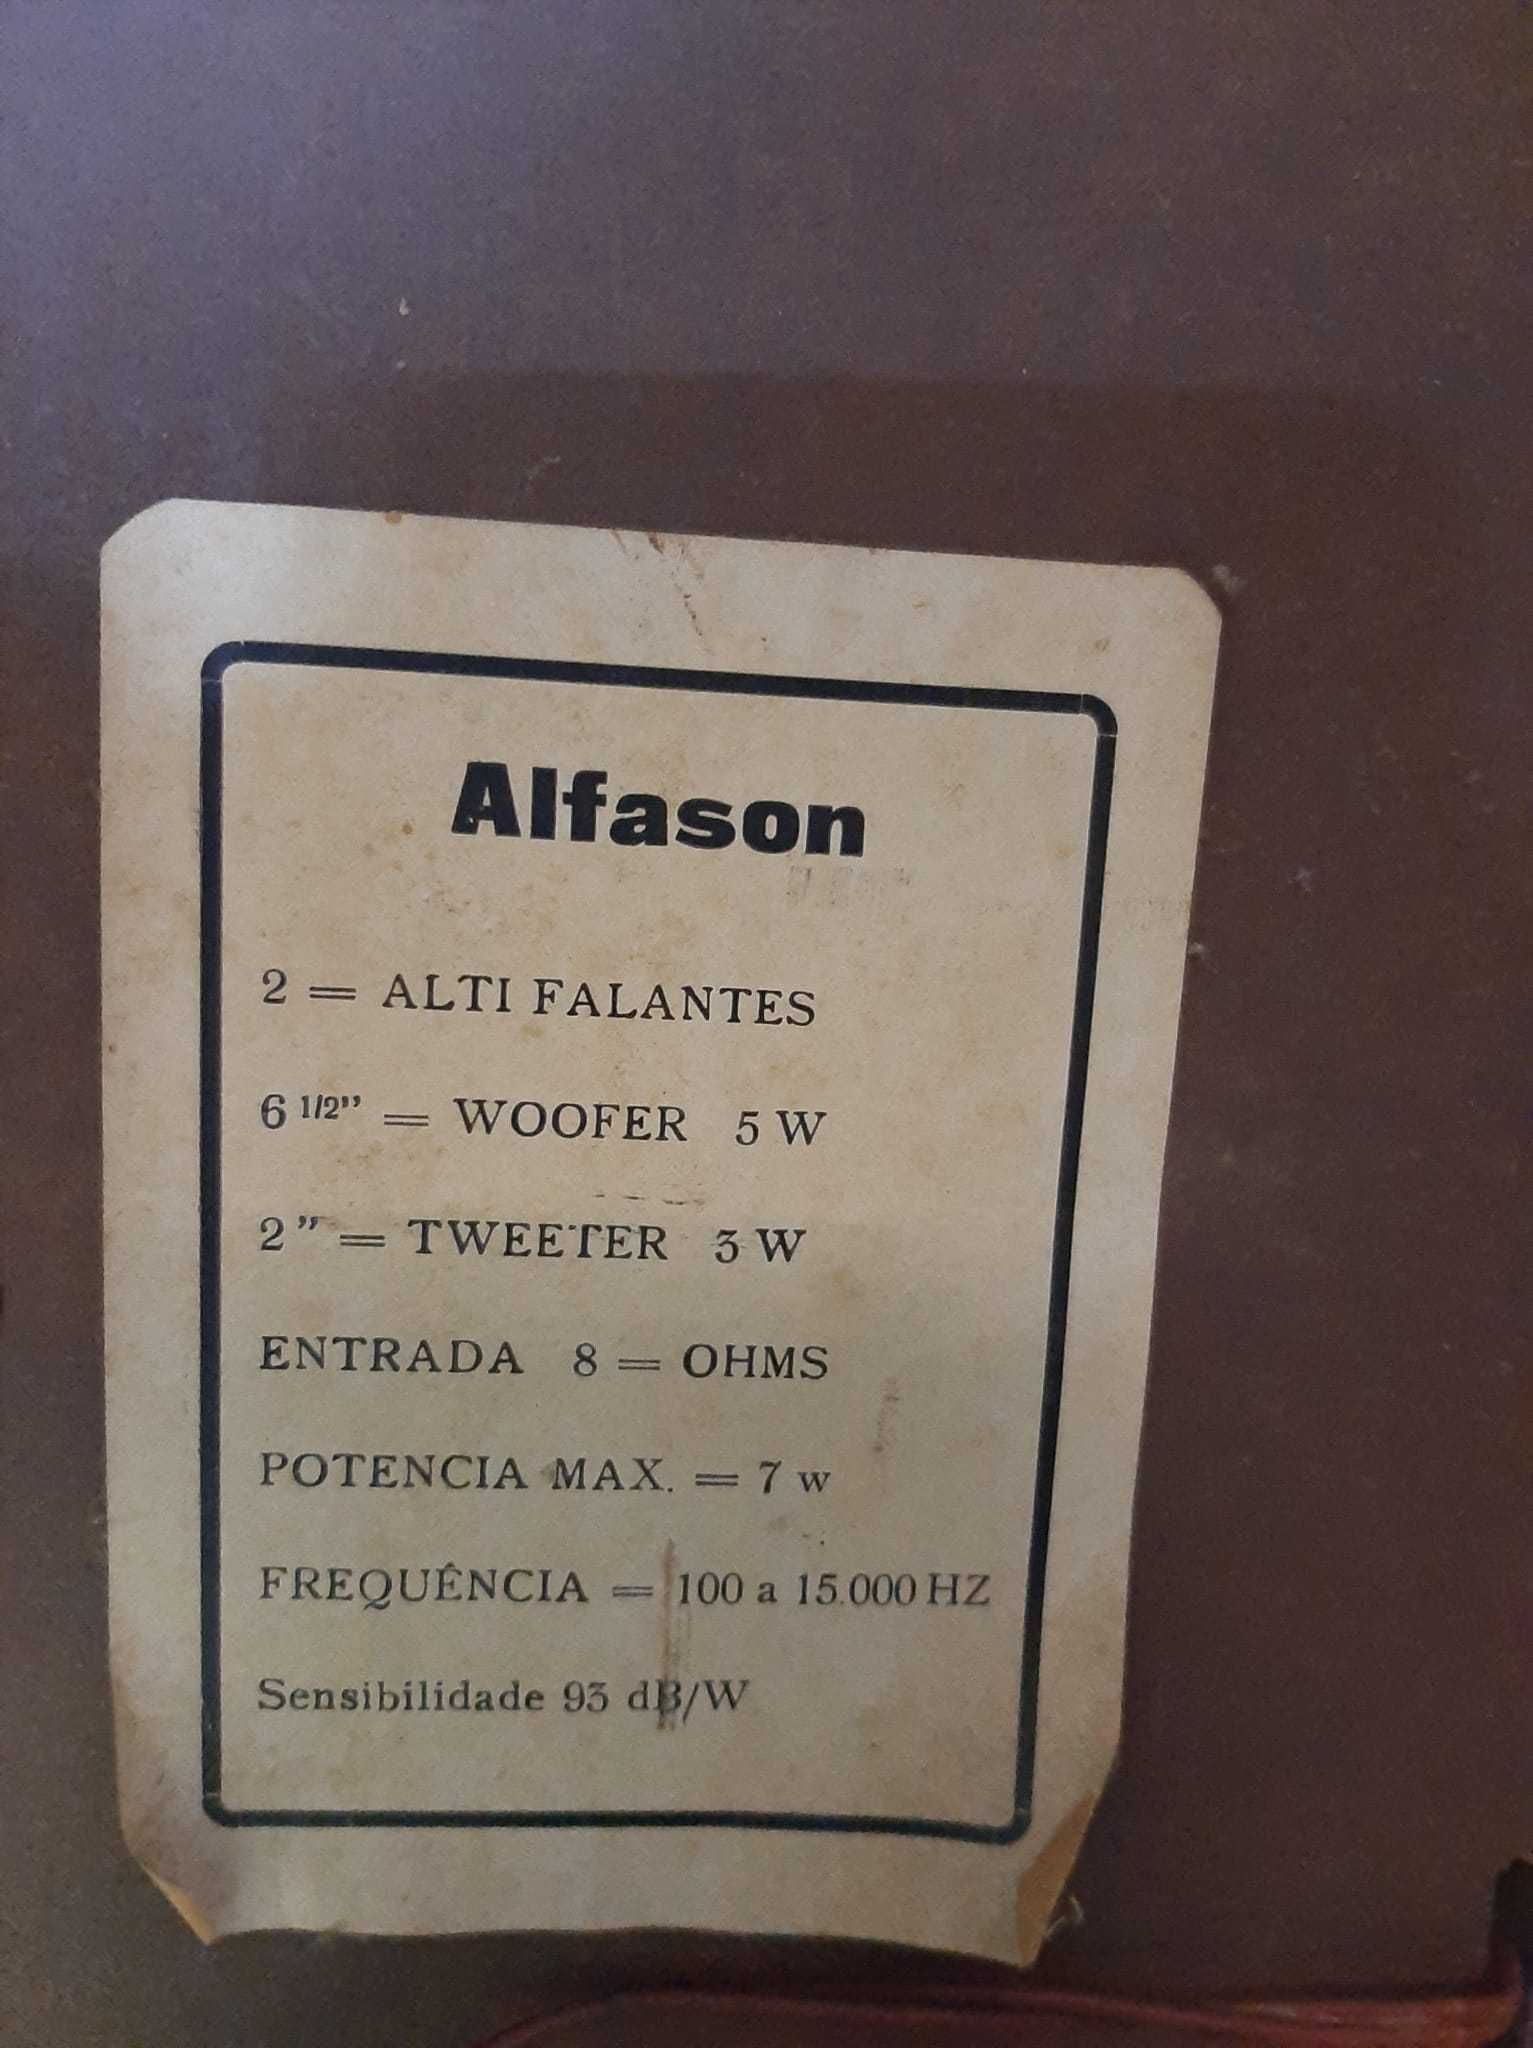 Alfason
2 = ALTI FALANTES
6 1/2" = WOOFER 5 W
2" = TWEETER 3 W
ENTRADA 8 = OHMS
POTENCIA MAX. = 7 w
FREQUÊNCIA = 100 a 15.000 HZ
Sensibilidade 93 dB/W